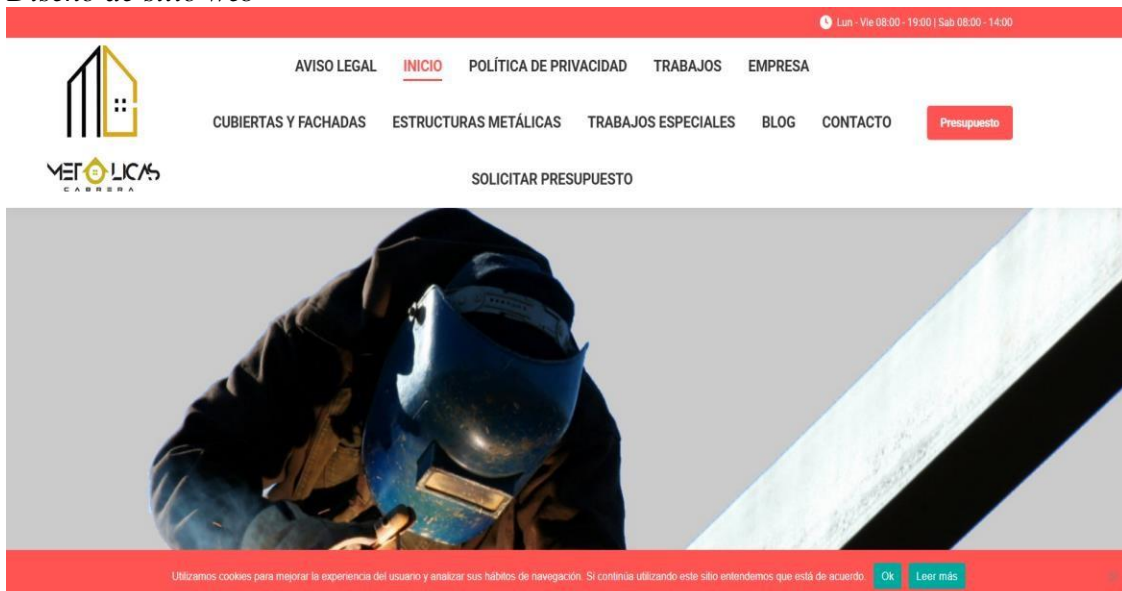 Diseño de sitio web
Lun - Vie 08:00 - 19:00 | Sab 08:00 - 14:00
AVISO LEGAL INICIO POLÍTICA DE PRIVACIDAD TRABAJOS EMPRESA
CUBIERTAS Y FACHADAS ESTRUCTURAS METÁLICAS TRABAJOS ESPECIALES BLOG CONTACTO Presupuesto
METALICAS
CABRERA
SOLICITAR PRESUPUESTO
Utilizamos cookies para mejorar la experiencia del usuario y analizar sus hábitos de navegación. Si continúa utilizando este sitio entendemos que está de acuerdo. Ok Leer más